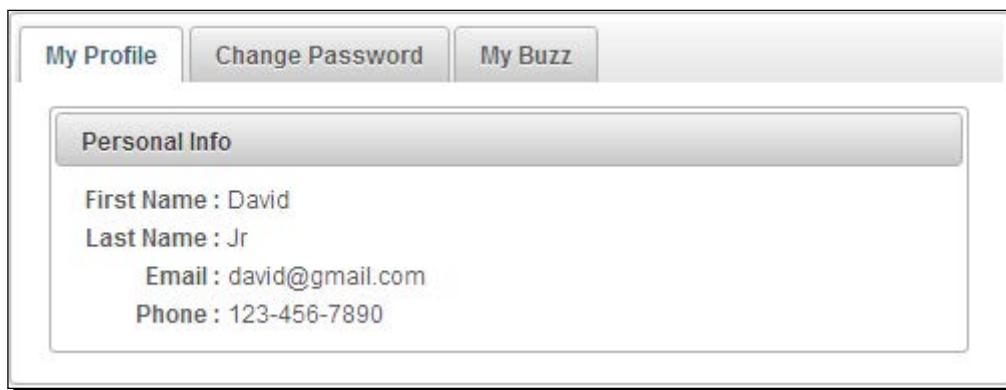 My Profile Change Password My Buzz
Personal Info
First Name : David
Last Name : Jr
Email : david@gmail.com
Phone : 123-456-7890